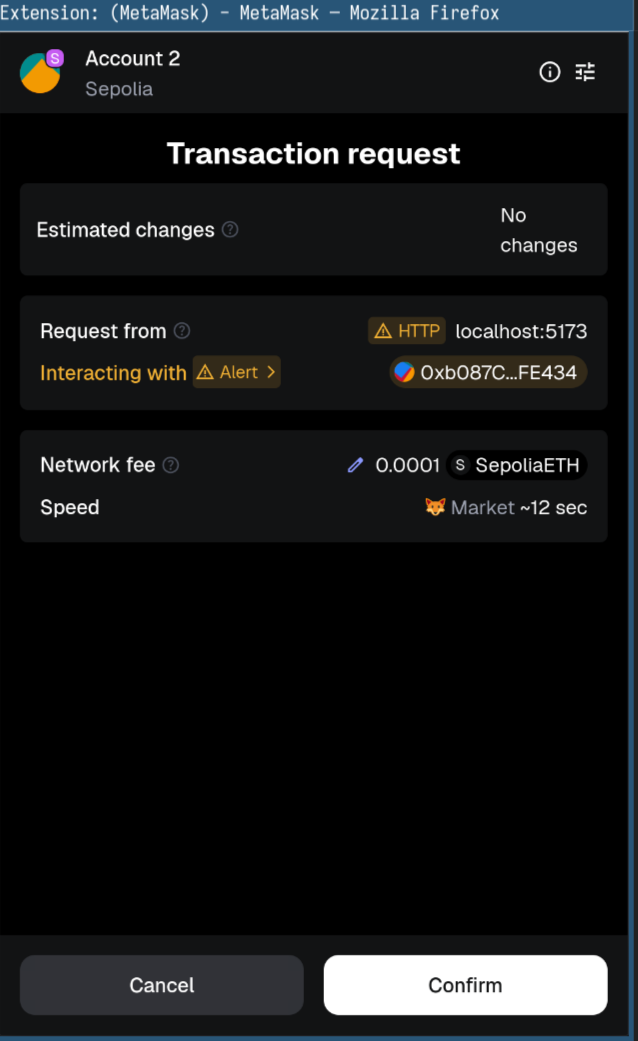 Extension: (MetaMask) — MetaMask — Mozilla Firefox
S
Account 2
Sepolia
Transaction request
Estimated changes
No
changes
Request from HTTP localhost:5173
Interacting with Alert > 0xb087C...FE434
Network fee 0.0001 S SepoliaETH
Speed Market ~12 sec
Cancel Confirm